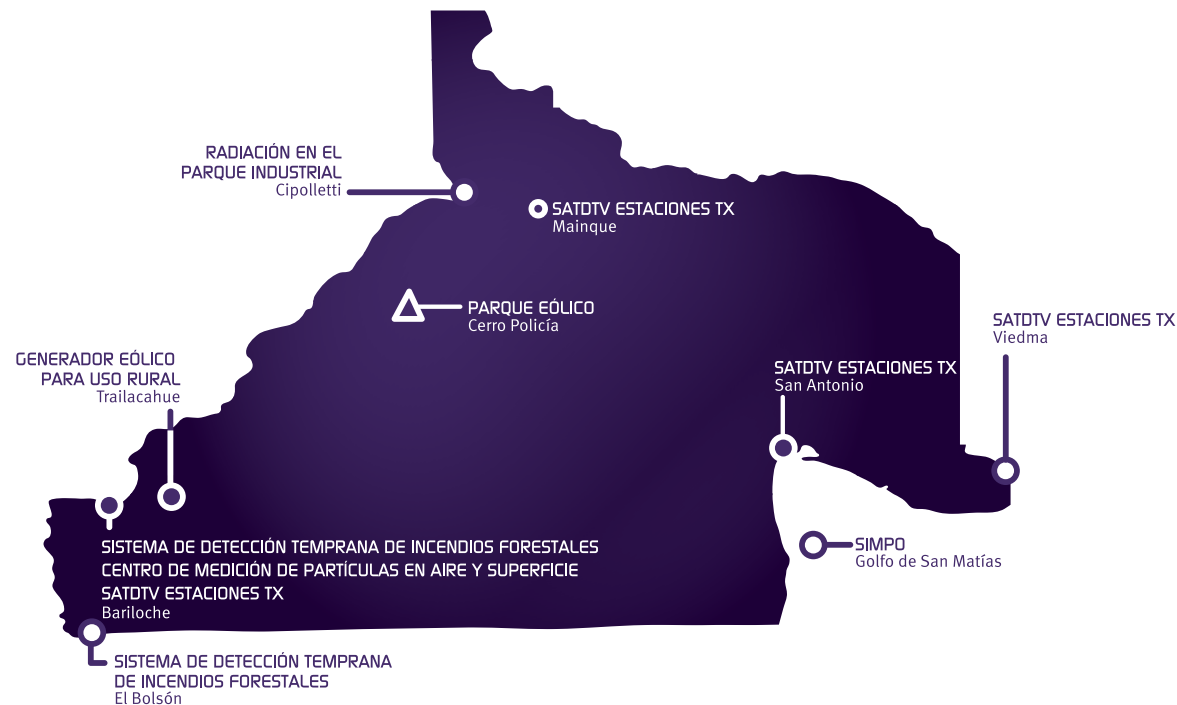 RADIACIÓN EN EL
PARQUE INDUSTRIAL
Cipolletti
SATDTV ESTACIONES TX
Mainque
PARQUE EÓLICO
Cerro Policía
SATDTV ESTACIONES TX
Viedma
GENERADOR EÓLICO
PARA USO RURAL
Trailacahue
SATDTV ESTACIONES TX
San Antonio
SISTEMA DE DETECCIÓN TEMPRANA DE INCENDIOS FORESTALES
CENTRO DE MEDICIÓN DE PARTÍCULAS EN AIRE Y SUPERFICIE
SATDTV ESTACIONES TX
Bariloche
SIMPO
Golfo de San Matías
SISTEMA DE DETECCIÓN TEMPRANA
DE INCENDIOS FORESTALES
El Bolsón